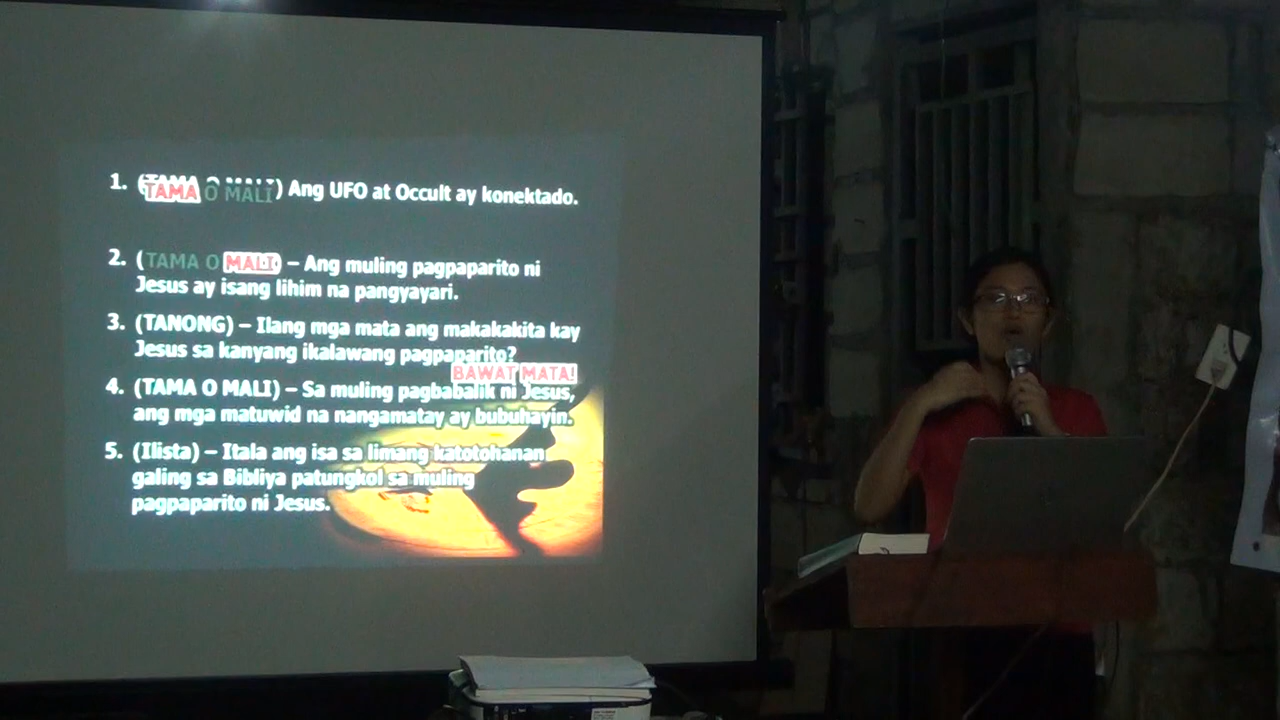 1. (TAMA O MALI) Ang UFO at Occult ay konektado.
2. (TAMA O MALI) – Ang muling pagpaparito ni
Jesus ay isang lihim na pangyayari.
3. (TANONG) – Ilang mga mata ang makakakita kay
Jesus sa kanyang ikalawang pagpaparito?
BAWAT MATA!
4. (TAMA O MALI) – Sa muling pagbabalik ni Jesus,
ang mga matuwid na nangamatay ay bubuhayin.
5. (Ilista) – Itala ang isa sa limang katotohanan
galing sa Bibliya patungkol sa muling
pagpaparito ni Jesus.